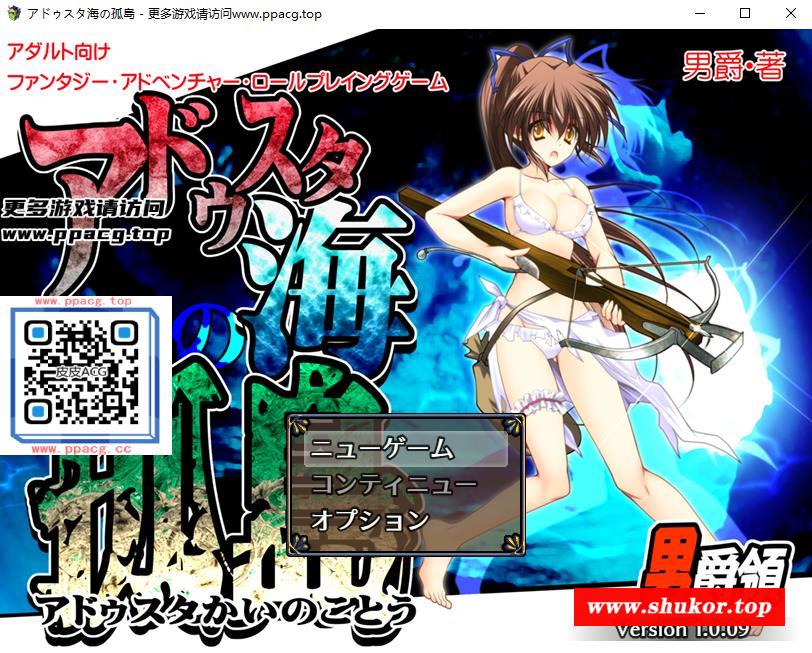 アドゥスタ海の孤島 - 更多游戏请访问www.ppacg.top
アダルト向け
ファンタジー・アドベンチャー・ロールプレイングゲーム
男爵・著
アドゥスタ
海
の
孤島
更多游戏请访问
www.ppacg.top
www.ppacg.top
皮皮ACG
www.ppacg.cc
ニューゲーム
コンティニュー
オプション
アドゥスタかいのことう
男爵領
www.shukor.top
version 1.0.09